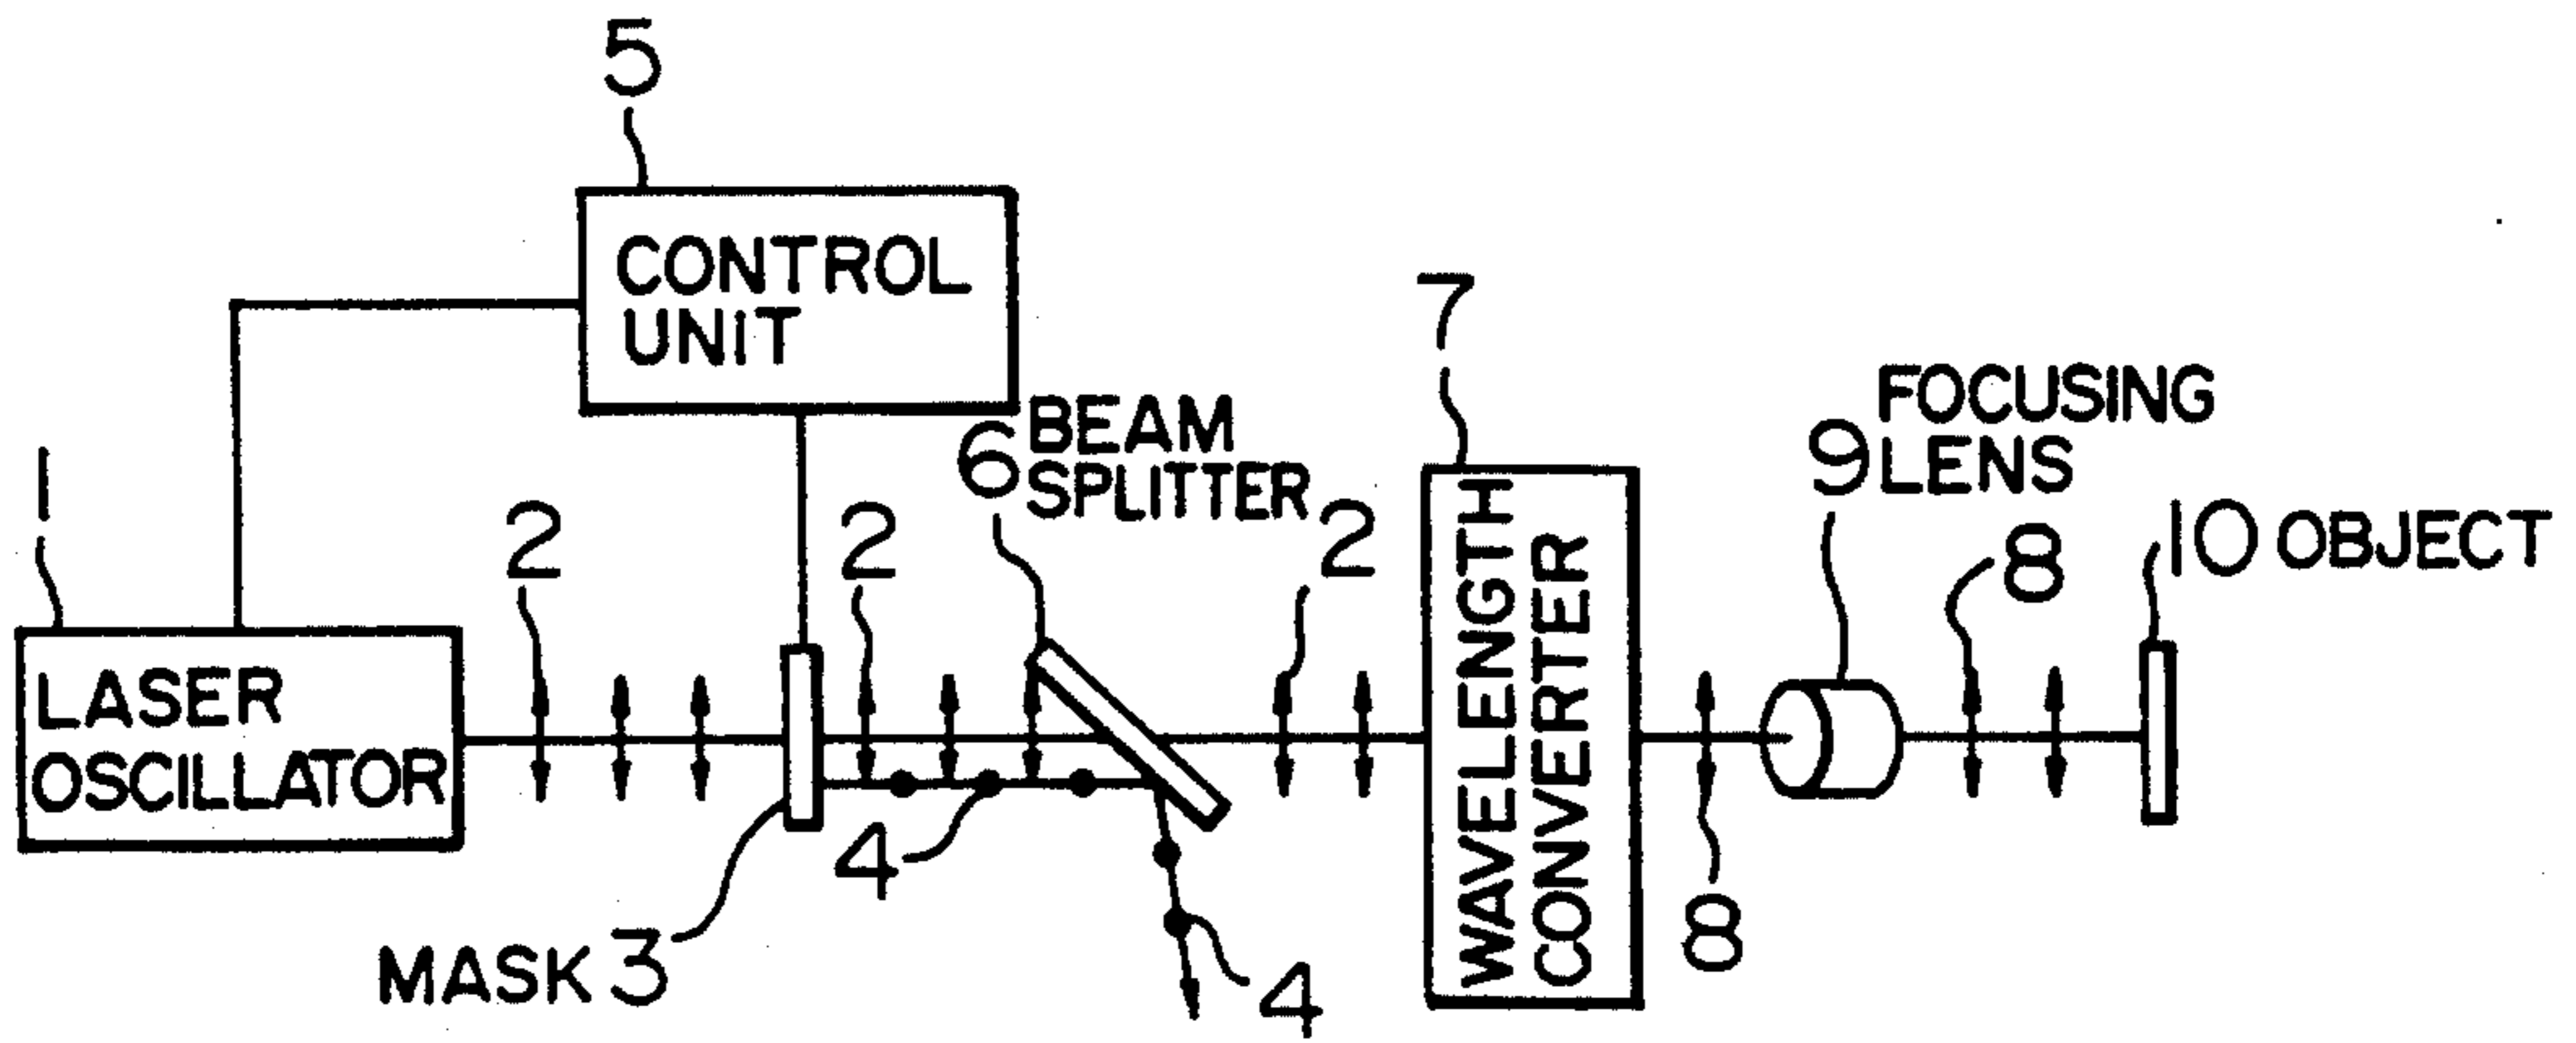 5
CONTROL
UNIT
7
FOCUSING
9 LENS
6 BEAM
SPLITTER
1
2
2
2
8
10 OBJECT
LASER
OSCILLATOR
WAVELENGTH
CONVERTER
4
8
MASK 3
4